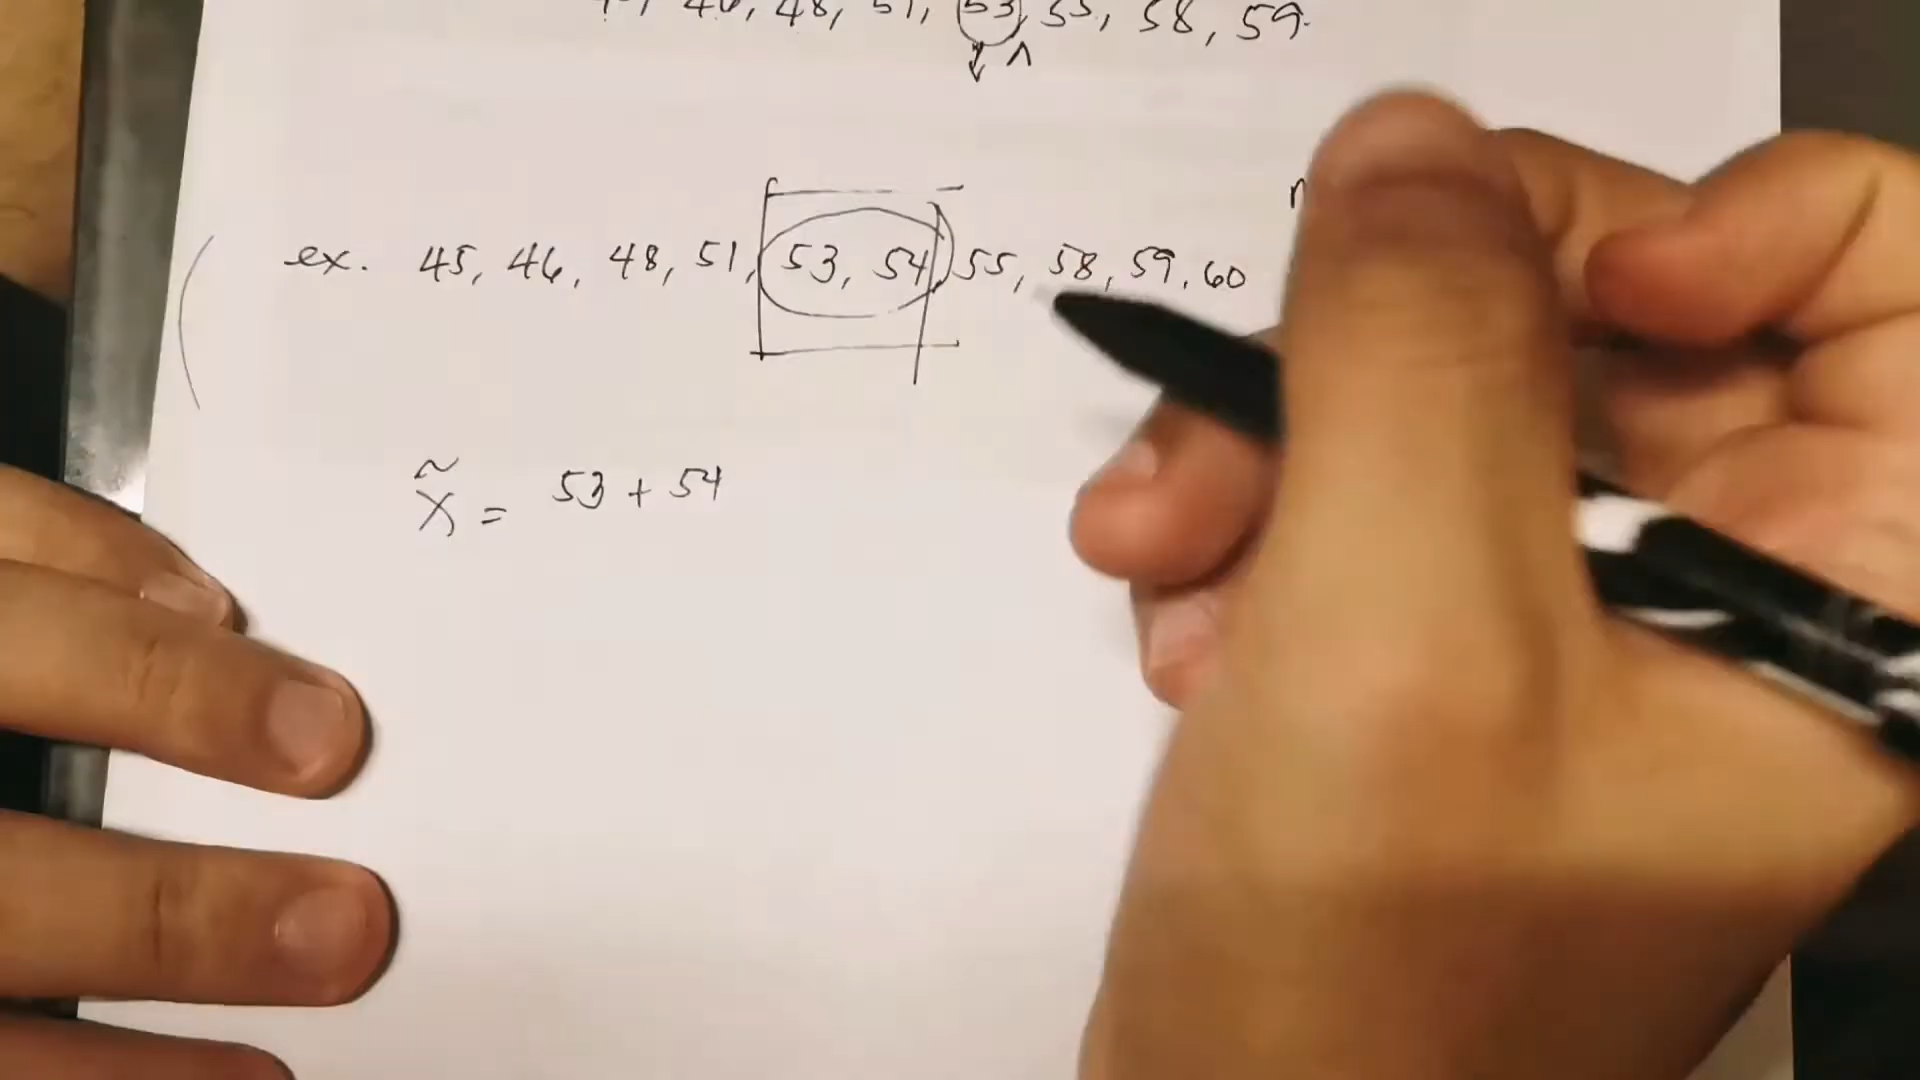 46, 48, 51, 53, 55, 58, 59.
ex. 45, 46, 48, 51, 53, 54, 55, 58, 59, 60
x̃ = 53 + 54